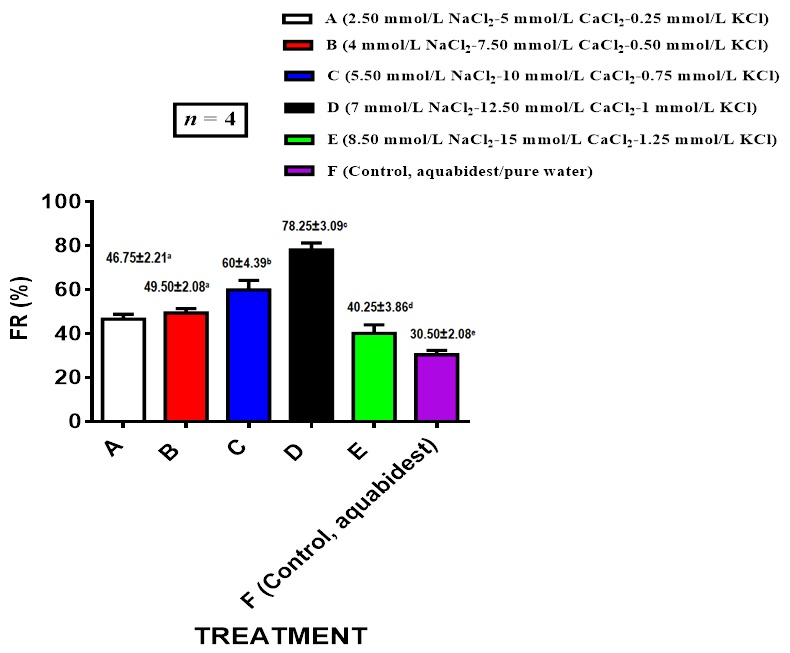 A (2.50 mmol/L NaCl₂-5 mmol/L CaCl₂-0.25 mmol/L KCl)
B (4 mmol/L NaCl₂-7.50 mmol/L CaCl₂-0.50 mmol/L KCl)
C (5.50 mmol/L NaCl₂-10 mmol/L CaCl₂-0.75 mmol/L KCl)
D (7 mmol/L NaCl₂-12.50 mmol/L CaCl₂-1 mmol/L KCl)
E (8.50 mmol/L NaCl₂-15 mmol/L CaCl₂-1.25 mmol/L KCl)
F (Control, aquabidest/pure water)
n = 4
FR (%)
100
80
60
40
20
0
46.75±2.21ᵃ
49.50±2.08ᵃ
60±4.39ᵇ
78.25±3.09ᶜ
40.25±3.86ᵈ
30.50±2.08ᵉ
A
B
C
D
E
F (Control, aquabidest)
TREATMENT